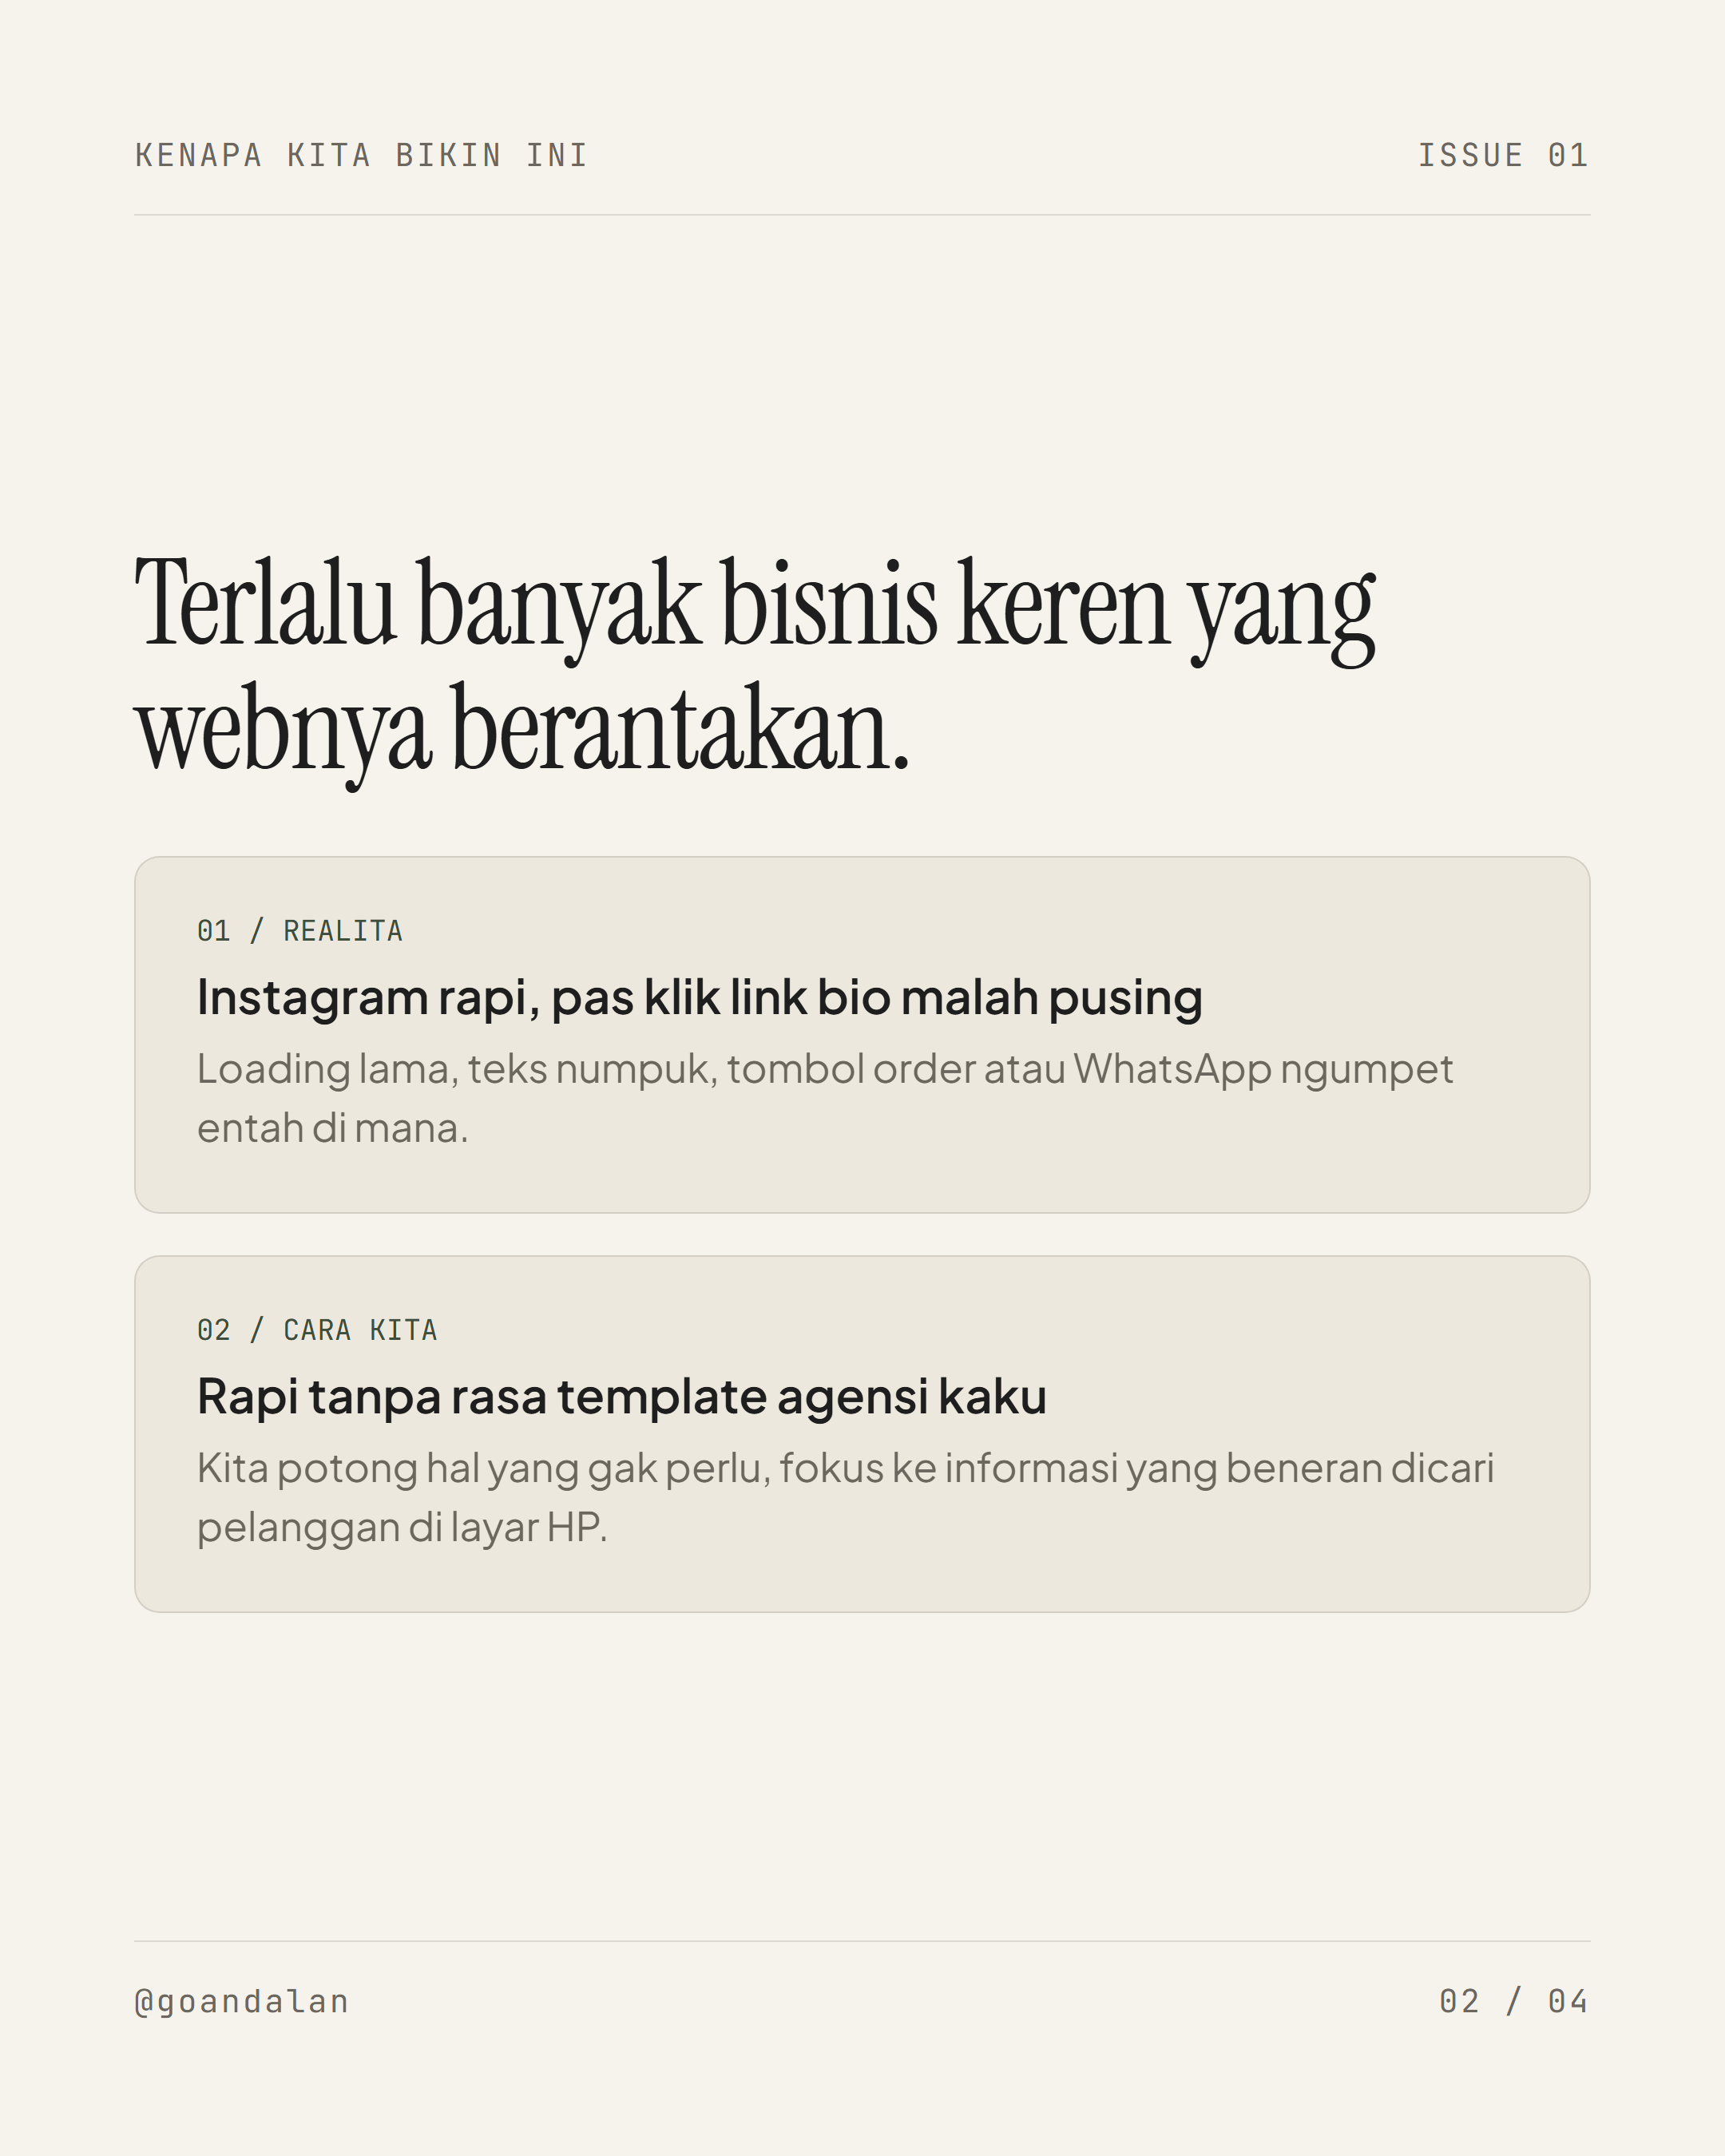 KENAPA KITA BIKIN INI
ISSUE 01
Terlalu banyak bisnis keren yang
webnya berantakan.
01 / REALITA
Instagram rapi, pas klik link bio malah pusing
Loading lama, teks numpuk, tombol order atau WhatsApp ngumpet
entah di mana.
02 / CARA KITA
Rapi tanpa rasa template agensi kaku
Kita potong hal yang gak perlu, fokus ke informasi yang beneran dicari
pelanggan di layar HP.
@goandalan
02 / 04